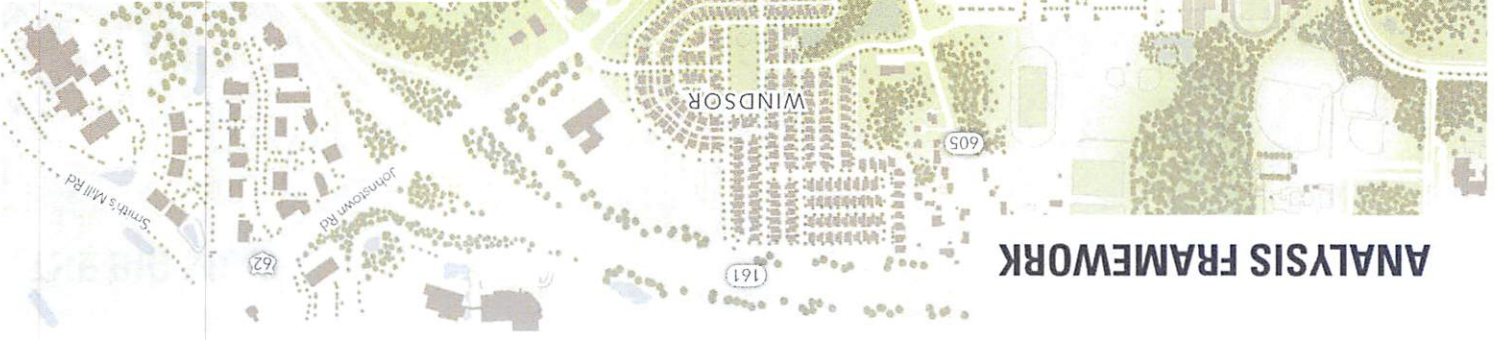 ANALYSIS FRAMEWORK
161
62
Smith's Mill Rd
Johnstown Rd
605
WINDSOR